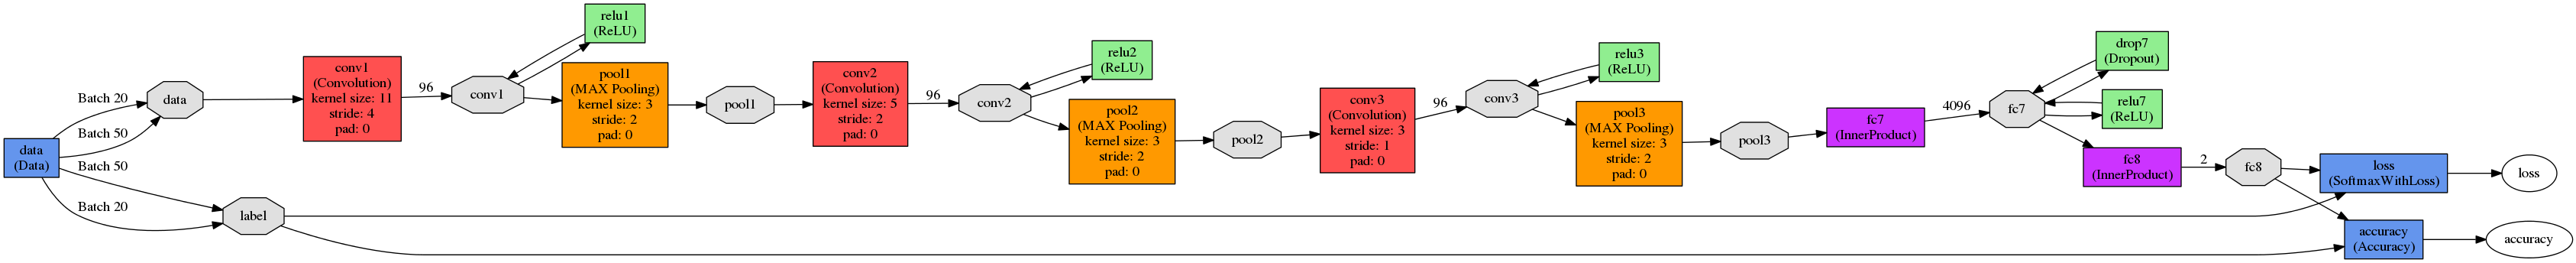 data
(Data)
Batch 20
Batch 50
Batch 50
Batch 20
data
label
conv1
(Convolution)
kernel size: 11
stride: 4
pad: 0
96
conv1
relu1
(ReLU)
pool1
(MAX Pooling)
kernel size: 3
stride: 2
pad: 0
pool1
conv2
(Convolution)
kernel size: 5
stride: 2
pad: 0
96
conv2
relu2
(ReLU)
pool2
(MAX Pooling)
kernel size: 3
stride: 2
pad: 0
pool2
conv3
(Convolution)
kernel size: 3
stride: 1
pad: 0
96
conv3
relu3
(ReLU)
pool3
(MAX Pooling)
kernel size: 3
stride: 2
pad: 0
pool3
fc7
(InnerProduct)
4096
fc7
drop7
(Dropout)
relu7
(ReLU)
fc8
(InnerProduct)
2
fc8
loss
(SoftmaxWithLoss)
loss
accuracy
(Accuracy)
accuracy